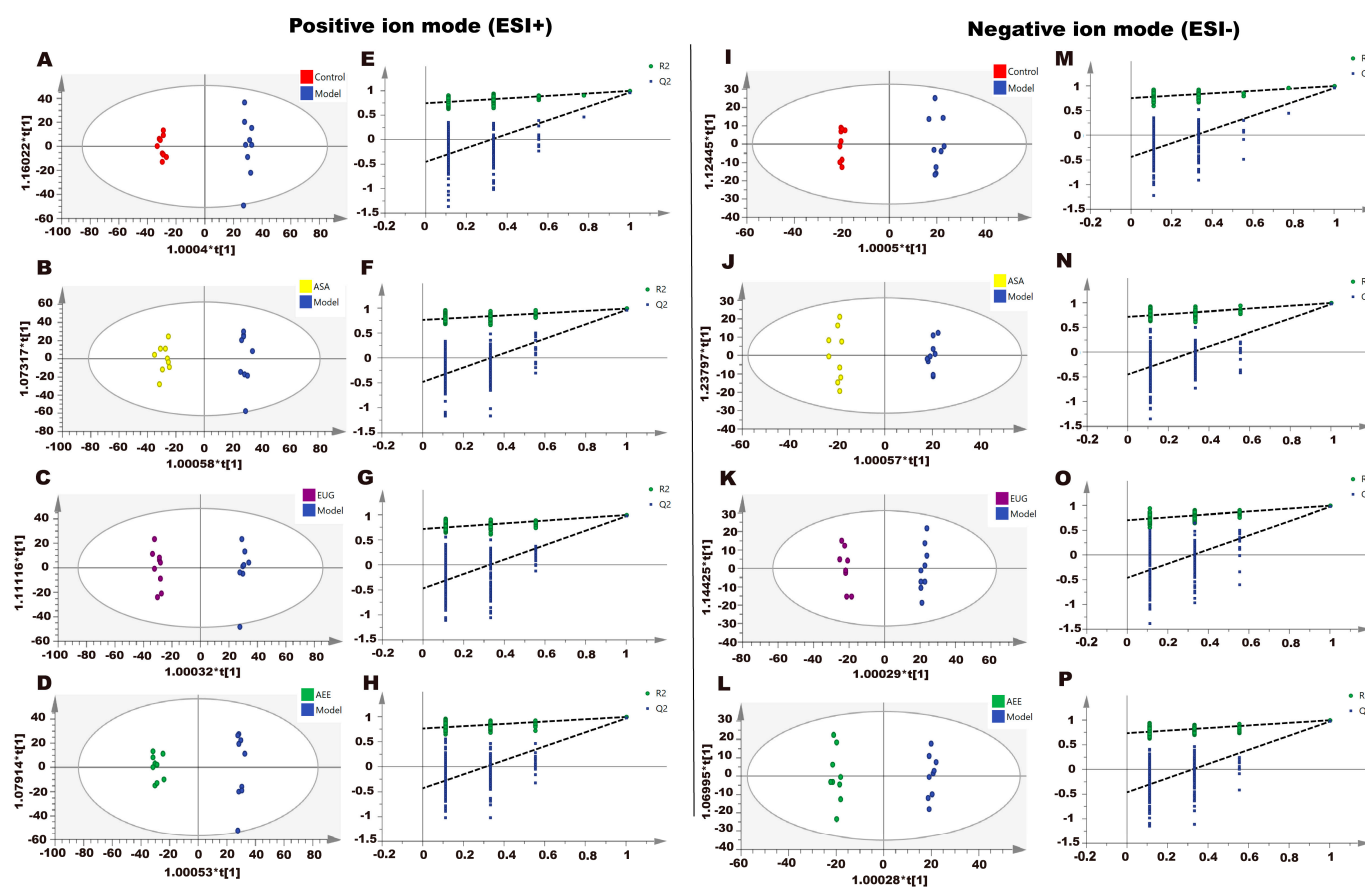 Positive ion mode (ESI+)
Negative ion mode (ESI-)
A
Control
Model
40
20
0
-20
-40
-60
1.16022*t[1]
-100 -80 -60 -40 -20 0 20 40 60 80
1.0004*t[1]
E
R2
Q2
1
0.5
0
-0.5
-1
-1.5
-0.2 0 0.2 0.4 0.6 0.8 1
I
Control
Model
30
20
10
0
-10
-20
-30
-40
1.12445*t[1]
-60 -40 -20 0 20 40 60
1.0005*t[1]
M
R
Q
1
0.5
0
-0.5
-1
-1.5
-0.2 0 0.2 0.4 0.6 0.8 1
B
ASA
Model
60
40
20
0
-20
-40
-60
-80
1.07317*t[1]
-100 -80 -60 -40 -20 0 20 40 60 80
1.00058*t[1]
F
R2
Q2
1
0.5
0
-0.5
-1
-1.5
-0.2 0 0.2 0.4 0.6 0.8 1
J
ASA
Model
30
20
10
0
-10
-20
-30
-40
1.23797*t[1]
-60 -40 -20 0 20 40
1.00057*t[1]
N
R
1
0.5
0
-0.5
-1
-1.5
-0.2 0 0.2 0.4 0.6 0.8 1
C
EUG
Model
40
20
0
-20
-40
-60
1.11116*t[1]
-100 -80 -60 -40 -20 0 20 40 60 80
1.00032*t[1]
G
R2
Q2
1
0.5
0
-0.5
-1
-1.5
-0.2 0 0.2 0.4 0.6 0.8 1
K
EUG
Model
30
20
10
0
-10
-20
-30
-40
1.14425*t[1]
-80 -60 -40 -20 0 20 40 60
1.00029*t[1]
O
R
1
0.5
0
-0.5
-1
-1.5
-0.2 0 0.2 0.4 0.6 0.8 1
D
AEE
Model
40
20
0
-20
-40
-60
1.07914*t[1]
-100 -80 -60 -40 -20 0 20 40 60 80
1.00053*t[1]
H
R2
Q2
1
0.5
0
-0.5
-1
-1.5
-0.2 0 0.2 0.4 0.6 0.8 1
L
AEE
Model
30
20
10
0
-10
-20
-30
-40
1.06995*t[1]
-60 -40 -20 0 20 40
1.00028*t[1]
P
R
Q
1
0.5
0
-0.5
-1
-1.5
-0.2 0 0.2 0.4 0.6 0.8 1